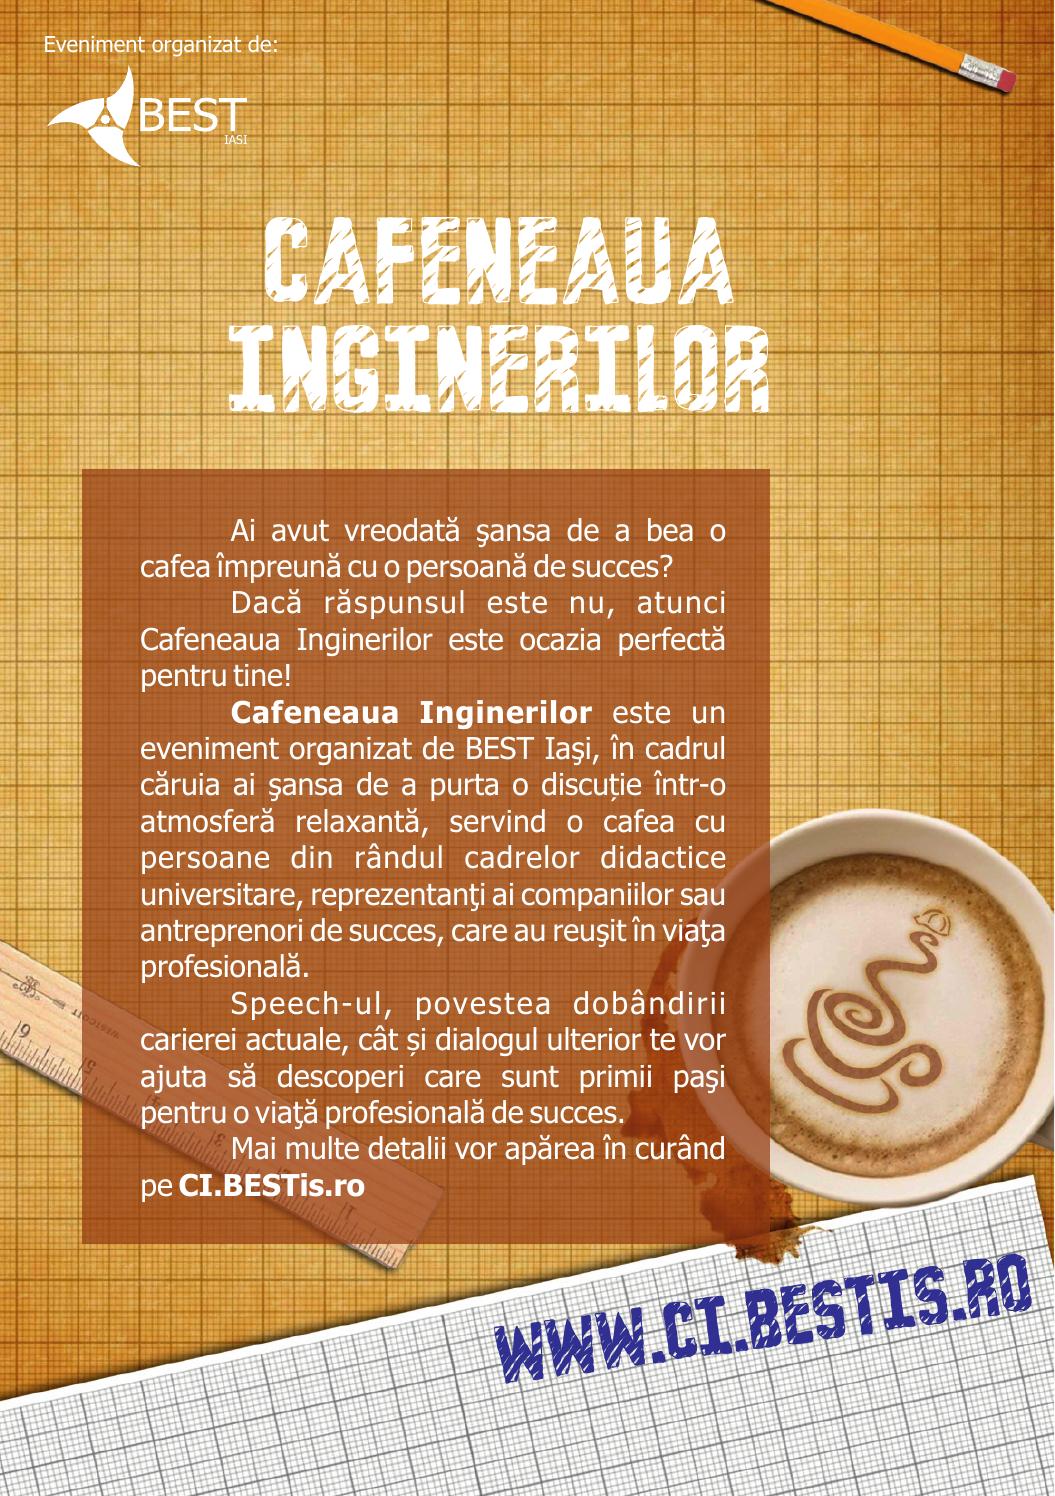 Eveniment organizat de:
BEST
IASI
CAFENEAUA
INGINERILOR
Ai avut vreodată şansa de a bea o
cafea împreună cu o persoană de succes?
Dacă răspunsul este nu, atunci
Cafeneaua Inginerilor este ocazia perfectă
pentru tine!
Cafeneaua Inginerilor este un
eveniment organizat de BEST Iaşi, în cadrul
căruia ai şansa de a purta o discuție într-o
atmosferă relaxantă, servind o cafea cu
persoane din rândul cadrelor didactice
universitare, reprezentanţi ai companiilor sau
antreprenori de succes, care au reuşit în viaţa
profesională.
Speech-ul, povestea dobândirii
carierei actuale, cât și dialogul ulterior te vor
ajuta să descoperi care sunt primii paşi
pentru o viaţă profesională de succes.
Mai multe detalii vor apărea în curând
pe CI.BESTis.ro
WESTCOTT
6
5
3
1
WWW.CI.BESTIS.RO